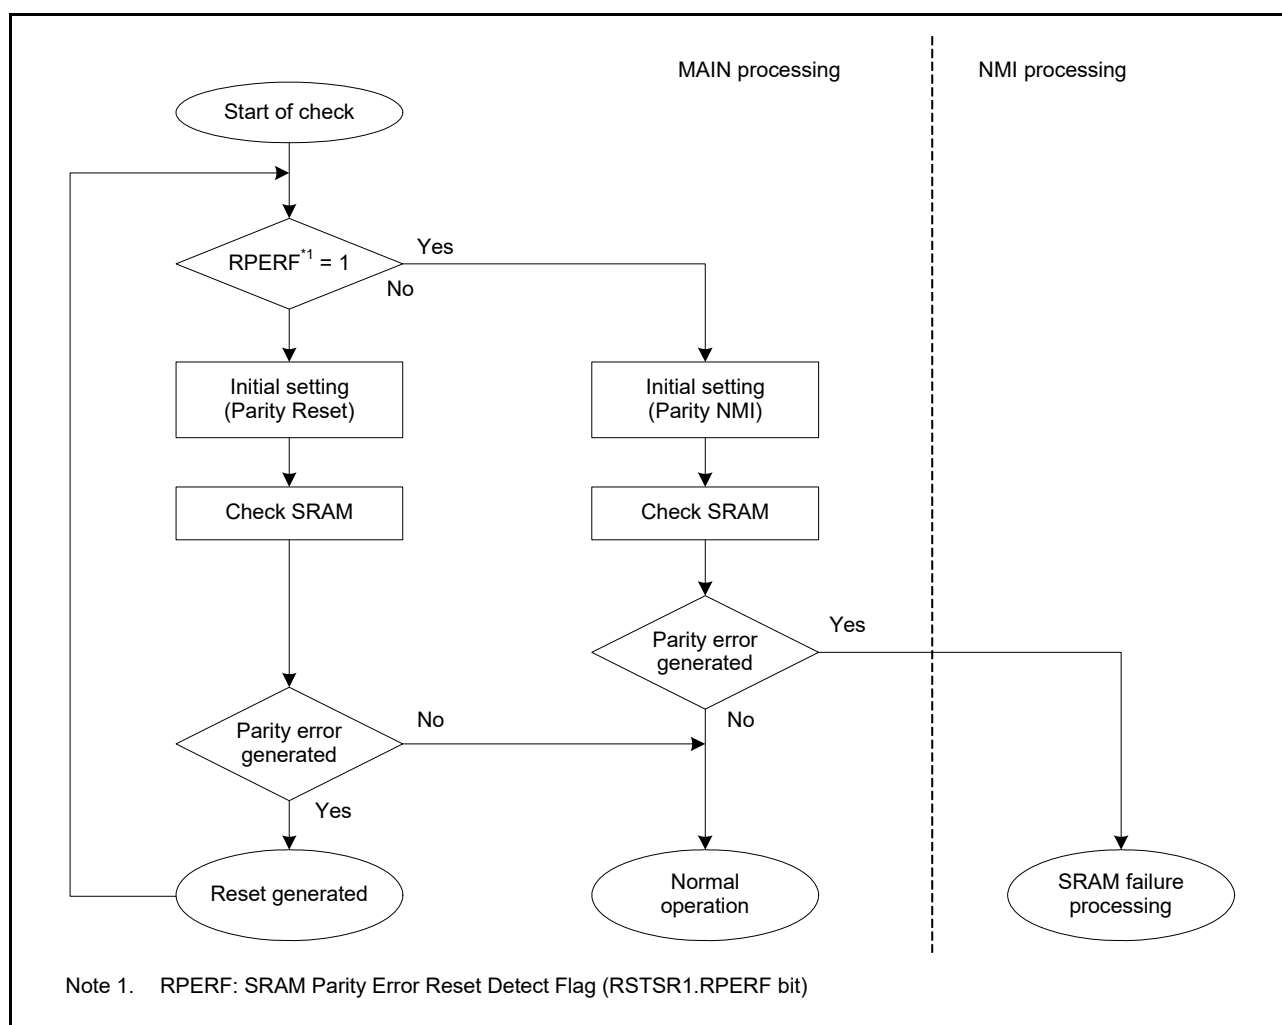 MAIN processing
NMI processing
Start of check
RPERF*1 = 1
Yes
No
Initial setting
(Parity Reset)
Initial setting
(Parity NMI)
Check SRAM
Check SRAM
Parity error
generated
Yes
No
Parity error
generated
No
Yes
Reset generated
Normal
operation
SRAM failure
processing
Note 1. RPERF: SRAM Parity Error Reset Detect Flag (RSTSR1.RPERF bit)